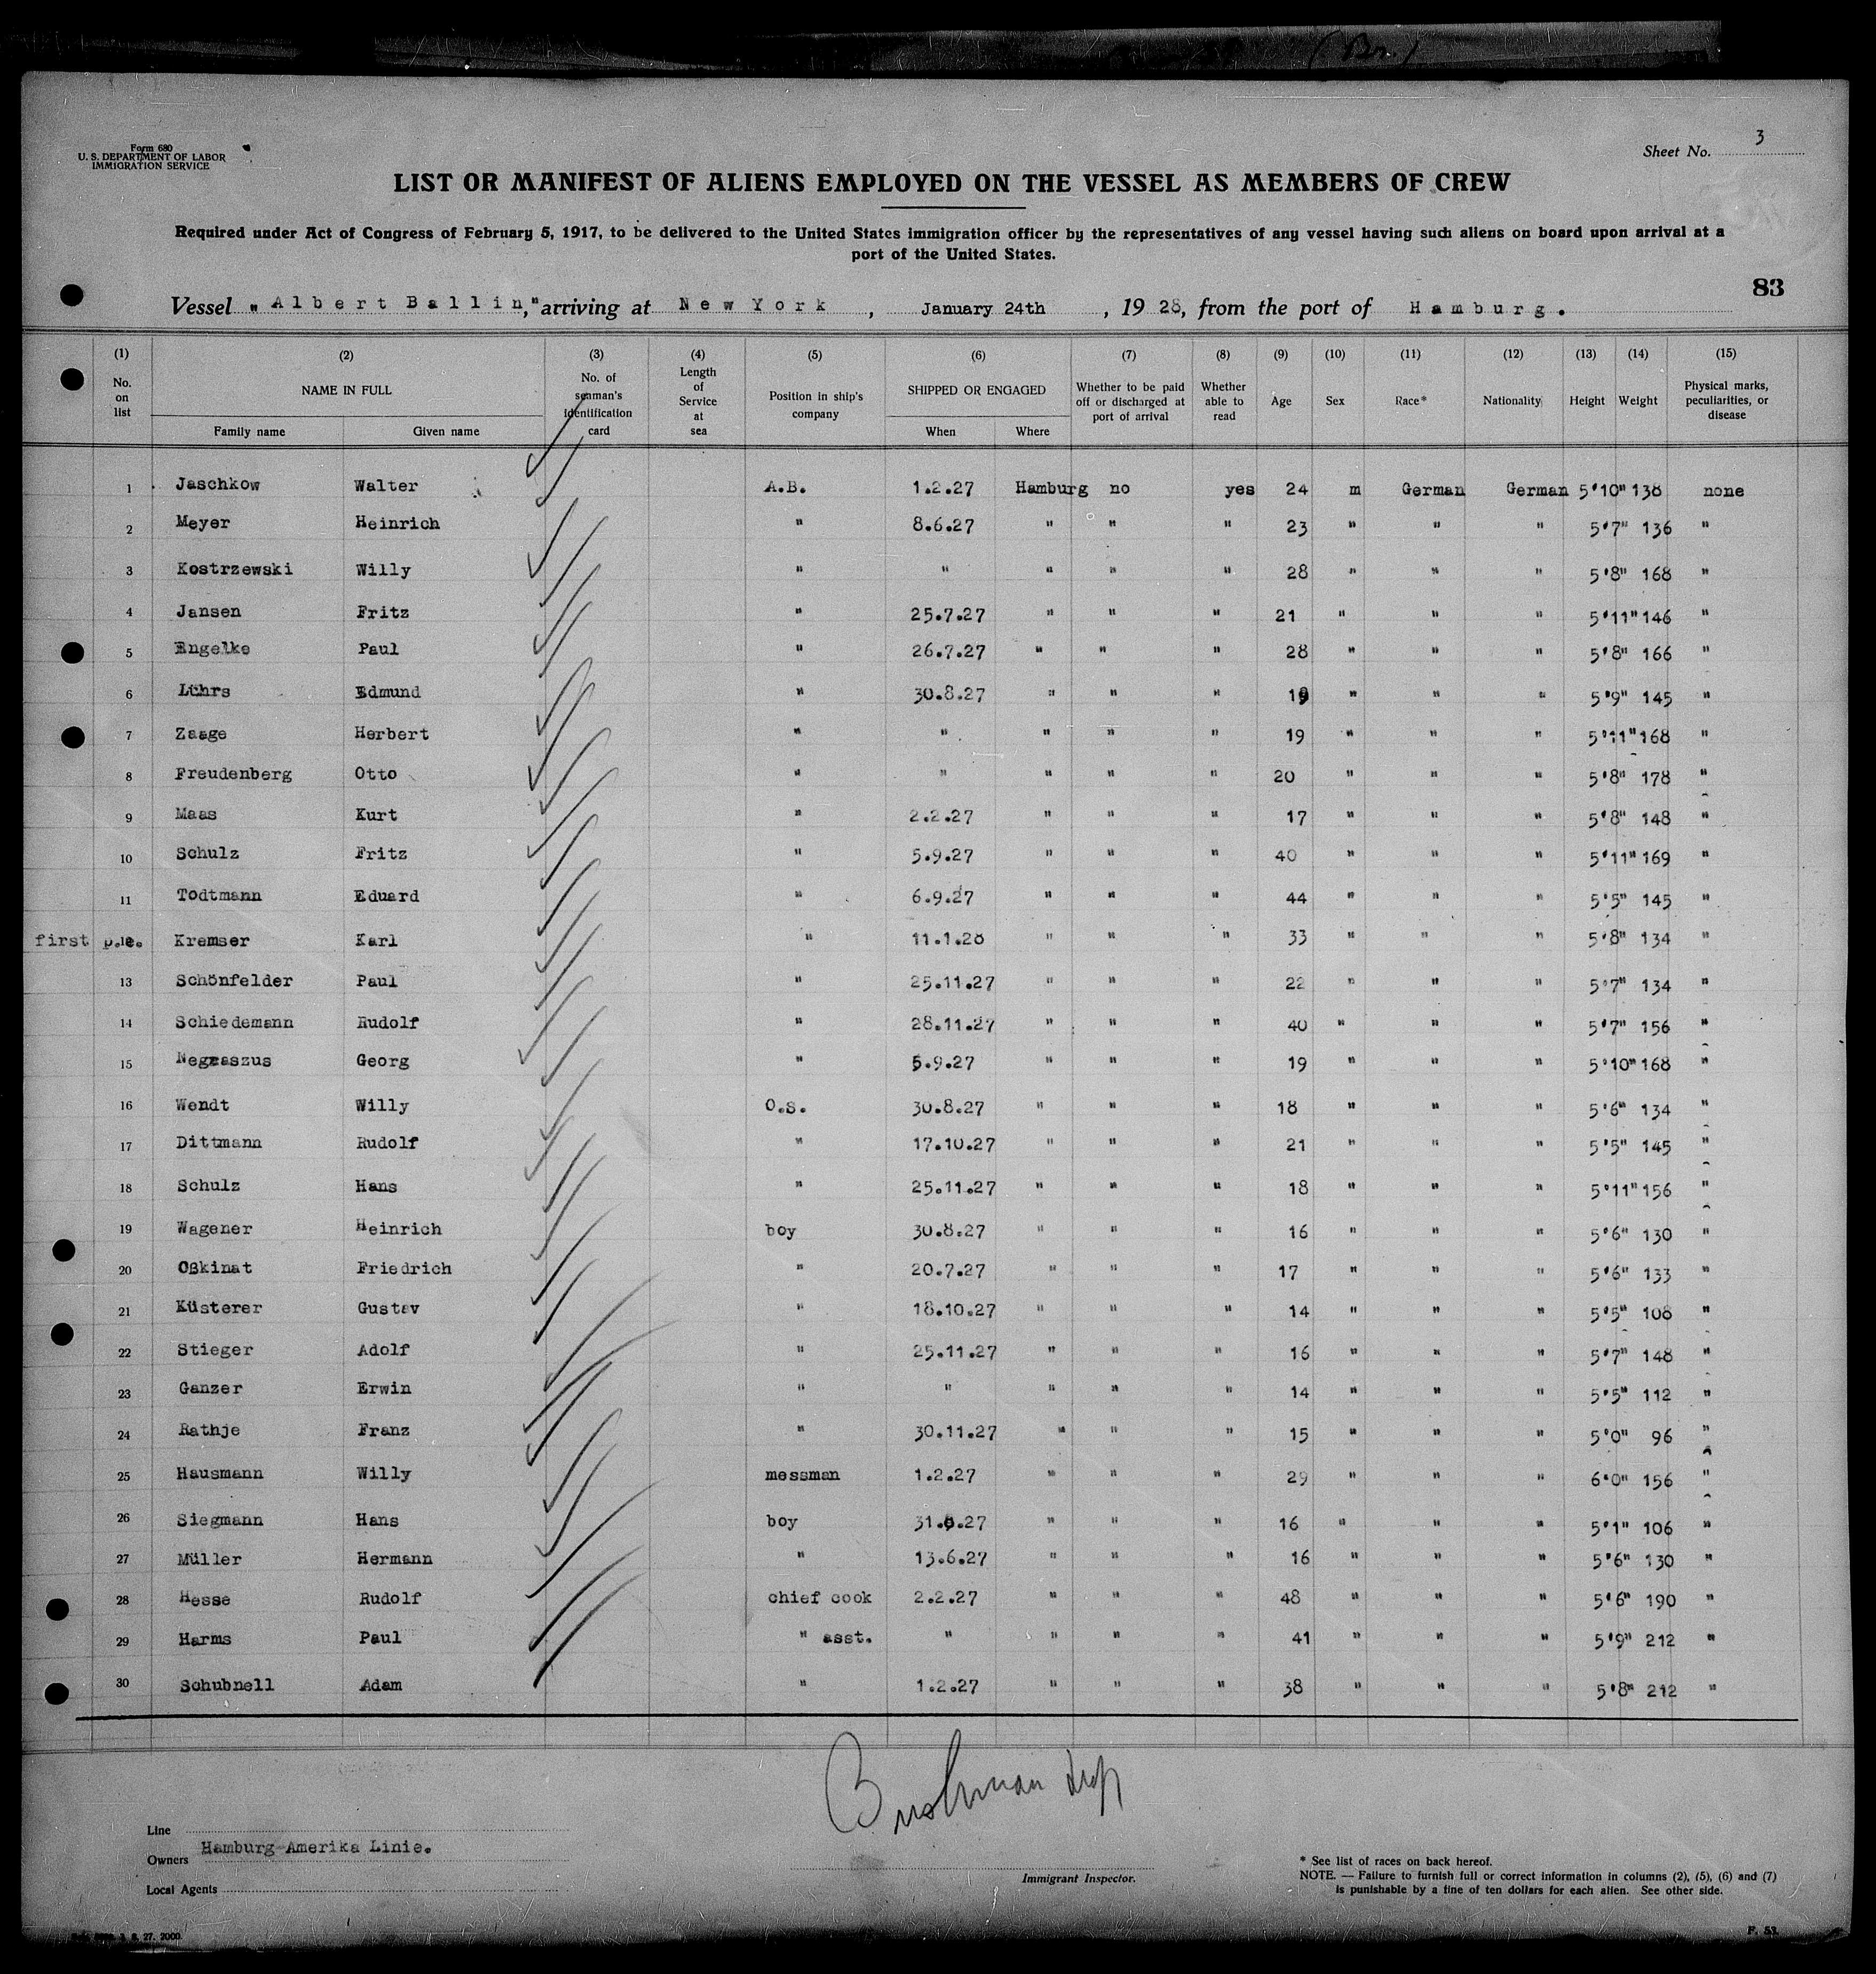 ( Br. )
Form 680
U. S. DEPARTMENT OF LABOR
IMMIGRATION SERVICE
Sheet No. 3
LIST OR MANIFEST OF ALIENS EMPLOYED ON THE VESSEL AS MEMBERS OF CREW
Required under Act of Congress of February 5, 1917, to be delivered to the United States immigration officer by the representatives of any vessel having such aliens on board upon arrival at a
port of the United States.
83
Vessel "Albert Ballin," arriving at New York, January 24th, 19 28, from the port of Hamburg.
(1) (2) (3) (4) (5) (6) (7) (8) (9) (10) (11) (12) (13) (14) (15)
No. on list NAME IN FULL Family name Given name No. of seaman's identification card Length of Service at sea Position in ship's company SHIPPED OR ENGAGED When Where Whether to be paid off or discharged at port of arrival Whether able to read Age Sex Race* Nationality Height Weight Physical marks, peculiarities, or disease
1 Jaschkow Walter A.B. 1.2.27 Hamburg no yes 24 m German German 5'10" 138 none
2 Meyer Heinrich " 8.6.27 " " " 23 " " " 5'7" 136 "
3 Kostrzewski Willy " " " " " 28 " " " 5'8" 168 "
4 Jansen Fritz " 25.7.27 " " " 21 " " " 5'11" 146 "
5 Engelke Paul " 26.7.27 " " " 28 " " " 5'8" 166 "
6 Lührs Edmund " 30.8.27 " " " 19 " " " 5'9" 145 "
7 Zaage Herbert " " " " " 19 " " " 5'11" 168 "
8 Freudenberg Otto " " " " " 20 " " " 5'8" 178 "
9 Maas Kurt " 2.2.27 " " " 17 " " " 5'8" 148 "
10 Schulz Fritz " 5.9.27 " " " 40 " " " 5'11" 169 "
11 Todtmann Eduard " 6.9.27 " " " 44 " " " 5'5" 145 "
first p.e. 12 Kremser Karl " 11.1.28 " " " 33 " " " 5'8" 134 "
13 Schönfelder Paul " 25.11.27 " " " 22 " " " 5'7" 134 "
14 Schiedemann Rudolf " 28.11.27 " " " 40 " " " 5'7" 156 "
15 Negraszus Georg " 5.9.27 " " " 19 " " " 5'10" 168 "
16 Wendt Willy O.s. 30.8.27 " " " 18 " " " 5'6" 134 "
17 Dittmann Rudolf " 17.10.27 " " " 21 " " " 5'5" 145 "
18 Schulz Hans " 25.11.27 " " " 18 " " " 5'11" 156 "
19 Wagener Heinrich boy 30.8.27 " " " 16 " " " 5'6" 130 "
20 Oßkinat Friedrich " 20.7.27 " " " 17 " " " 5'6" 133 "
21 Küsterer Gustav " 18.10.27 " " " 14 " " " 5'5" 108 "
22 Stieger Adolf " 25.11.27 " " " 16 " " " 5'7" 148 "
23 Ganzer Erwin " " " " " 14 " " " 5'5" 112 "
24 Rathje Franz " 30.11.27 " " " 15 " " " 5'0" 96 "
25 Hausmann Willy messman 1.2.27 " " " 29 " " " 6'0" 156 "
26 Siegmann Hans boy " " " 16 " " " 5'1" 106 "
27 Müller Hermann " 13.6.27 " " " 16 " " " 5'6" 130 "
28 Hesse Rudolf chief cook 2.2.27 " " " 48 " " " 5'6" 190 "
29 Harms Paul " asst. " " " " 41 " " " 5'9" 212 "
30 Schubnell Adam " 1.2.27 " " " 38 " " " 5'8" 212 "
Bushman
Line
Owners Hamburg-Amerika Linie.
Local Agents
Immigrant Inspector.
* See list of races on back hereof.
NOTE. — Failure to furnish full or correct information in columns (2), (5), (6) and (7)
is punishable by a fine of ten dollars for each alien. See other side.
27. 2000.
F. 53.